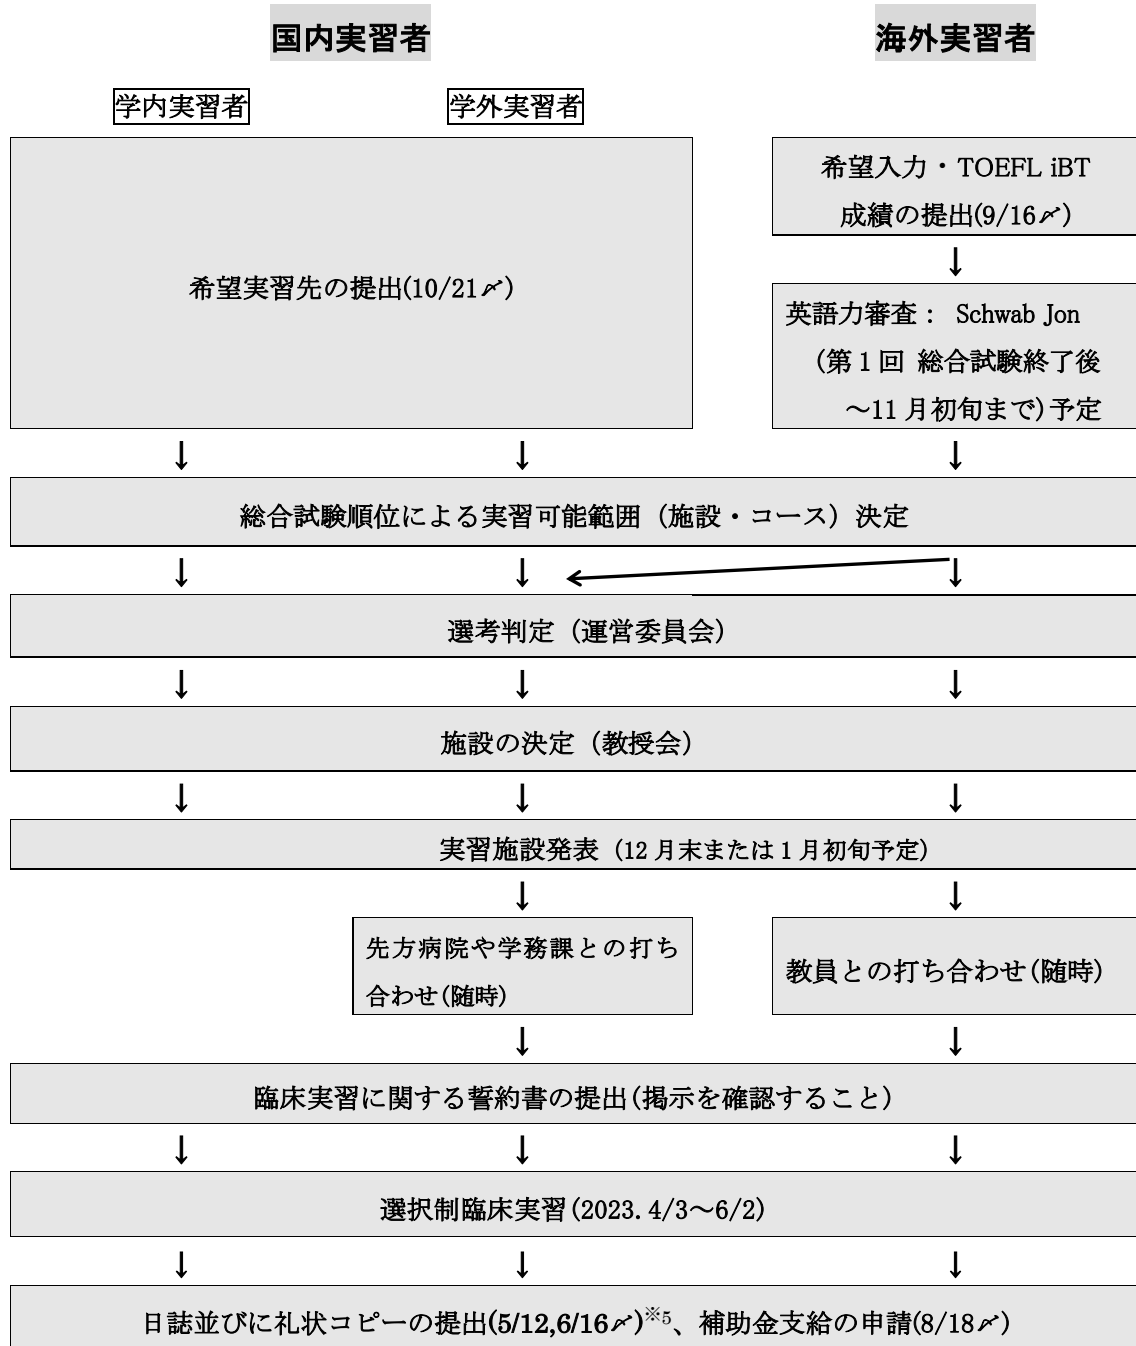 国内実習者
海外実習者
学内実習者
学外実習者
希望実習先の提出(10/21〆)
希望入力・TOEFL iBT
成績の提出(9/16〆)
英語力審査： Schwab Jon
(第1回 総合試験終了後
～11月初旬まで)予定
総合試験順位による実習可能範囲（施設・コース）決定
選考判定（運営委員会）
施設の決定（教授会）
実習施設発表（12月末または1月初旬予定）
先方病院や学務課との打ち
合わせ(随時)
教員との打ち合わせ(随時)
臨床実習に関する誓約書の提出(掲示を確認すること)
選択制臨床実習(2023.4/3～6/2)
日誌並びに礼状コピーの提出(5/12,6/16〆)※5、補助金支給の申請(8/18〆)